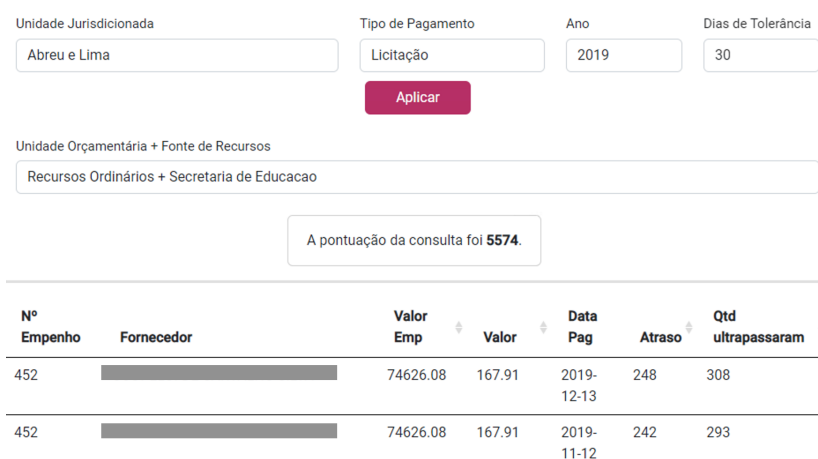 Unidade Jurisdicionada Tipo de Pagamento Ano Dias de Tolerância
Abreu e Lima Licitação 2019 30
Aplicar
Unidade Orçamentária + Fonte de Recursos
Recursos Ordinários + Secretaria de Educacao
A pontuação da consulta foi 5574.
Nº Valor Data Qtd
Empenho Fornecedor Emp Valor Pag Atraso ultrapassaram
452 74626.08 167.91 2019- 248 308
12-13
452 74626.08 167.91 2019- 242 293
11-12